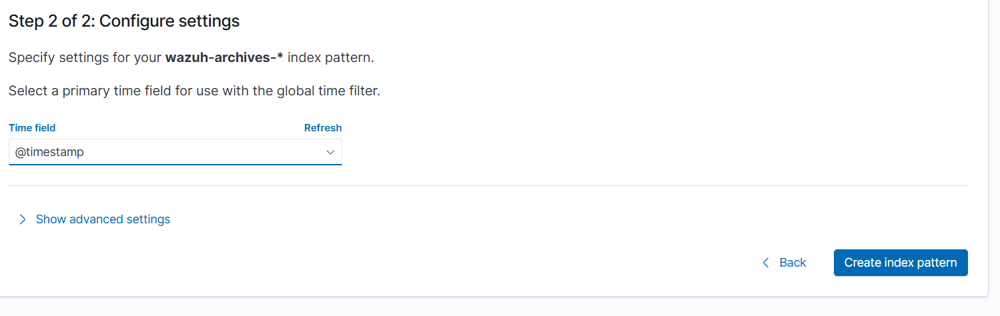 Step 2 of 2: Configure settings
Specify settings for your wazuh-archives-* index pattern.
Select a primary time field for use with the global time filter.
Time field Refresh
@timestamp
Show advanced settings
Back Create index pattern